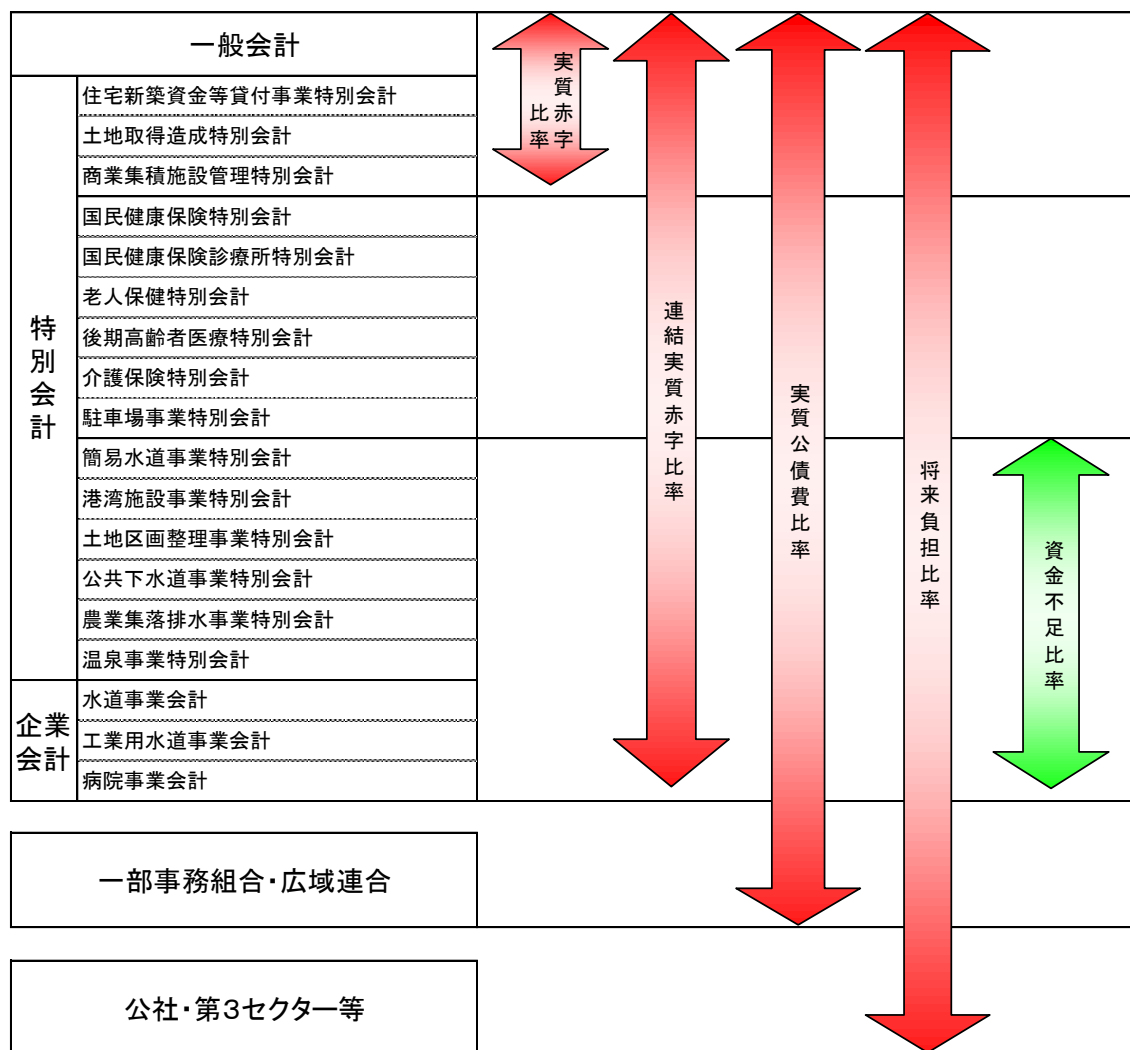 一般会計
特別会計
住宅新築資金等貸付事業特別会計
土地取得造成特別会計
商業集積施設管理特別会計
国民健康保険特別会計
国民健康保険診療所特別会計
老人保健特別会計
後期高齢者医療特別会計
介護保険特別会計
駐車場事業特別会計
簡易水道事業特別会計
港湾施設事業特別会計
土地区画整理事業特別会計
公共下水道事業特別会計
農業集落排水事業特別会計
温泉事業特別会計
企業
会計
水道事業会計
工業用水道事業会計
病院事業会計
一部事務組合・広域連合
公社・第３セクター等
実質赤字
比率
連結実質赤字比率
実質公債費比率
将来負担比率
資金不足比率